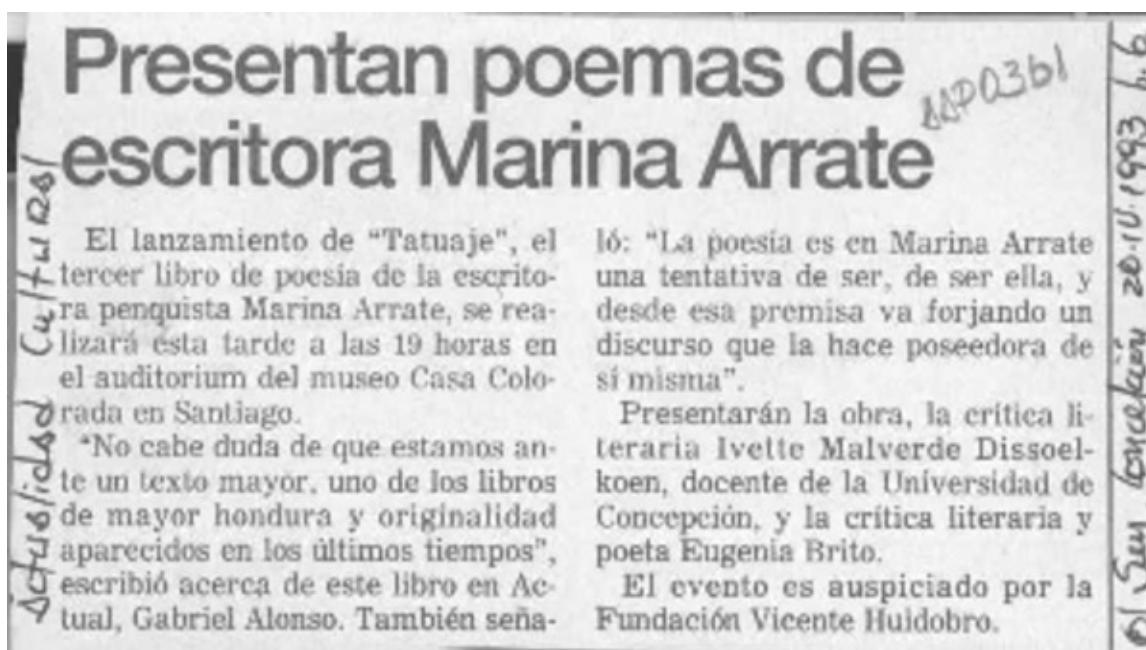 Presentan poemas de
escritora Marina Arrate
El lanzamiento de "Tatuaje", el
tercer libro de poesía de la escrito-
ra penquista Marina Arrate, se rea-
lizará esta tarde a las 19 horas en
el auditorium del museo Casa Colo-
rada en Santiago.
"No cabe duda de que estamos an-
te un texto mayor, uno de los libros
de mayor hondura y originalidad
aparecidos en los últimos tiempos",
escribió acerca de este libro en Ac-
tual, Gabriel Alonso. También seña-
ló: "La poesía es en Marina Arrate
una tentativa de ser, de ser ella, y
desde esa premisa va forjando un
discurso que la hace poseedora de
sí misma".
Presentarán la obra, la crítica li-
teraria Ivette Malverde Dissoel-
koen, docente de la Universidad de
Concepción, y la crítica literaria y
poeta Eugenia Brito.
El evento es auspiciado por la
Fundación Vicente Huidobro.
Actualidad Cultural
Concepción 20.IV.1993 p.6